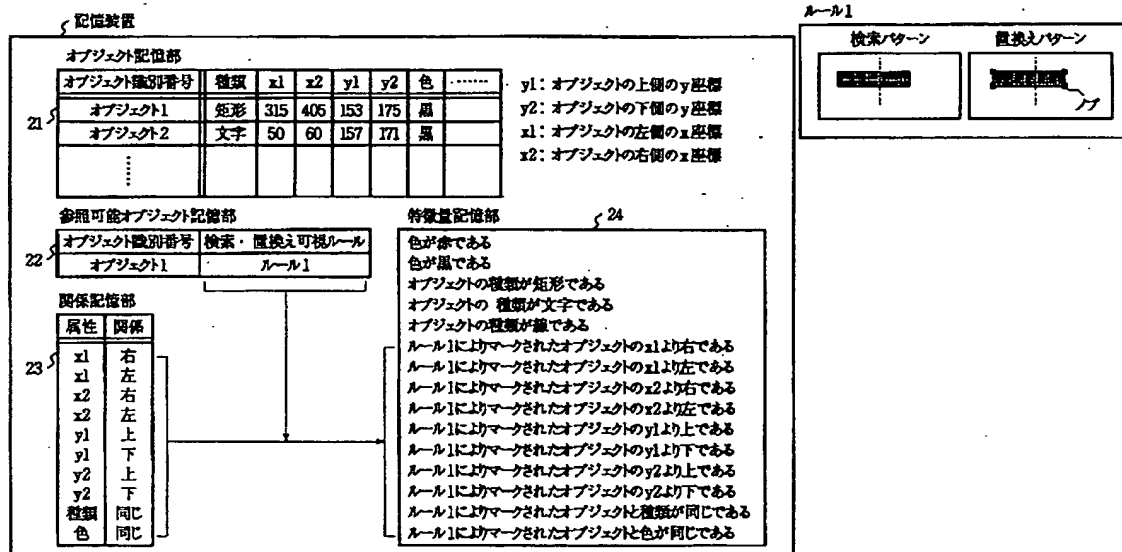 記憶装置
オブジェクト記憶部
オブジェクト識別番号 種類 x1 x2 y1 y2 色 ……
オブジェクト1 矩形 315 405 153 175 黒
オブジェクト2 文字 50 60 157 171 黒
21
y1: オブジェクトの上側のy座標
y2: オブジェクトの下側のy座標
x1: オブジェクトの左側のx座標
x2: オブジェクトの右側のx座標
参照可能オブジェクト記憶部
オブジェクト識別番号 検索・置換え可視ルール
オブジェクト1 ルール1
22
関係記憶部
属性 関係
x1 右
x1 左
x2 右
x2 左
y1 上
y1 下
y2 上
y2 下
種類 同じ
色 同じ
23
特徴量記憶部
24
色が赤である
色が黒である
オブジェクトの種類が矩形である
オブジェクトの 種類が文字である
オブジェクトの種類が線である
ルール1によりマークされたオブジェクトのx1より右である
ルール1によりマークされたオブジェクトのx1より左である
ルール1によりマークされたオブジェクトのx2より右である
ルール1によりマークされたオブジェクトのx2より左である
ルール1によりマークされたオブジェクトのy1より上である
ルール1によりマークされたオブジェクトのy1より下である
ルール1によりマークされたオブジェクトのy2より上である
ルール1によりマークされたオブジェクトのy2より下である
ルール1によりマークされたオブジェクトと種類が同じである
ルール1によりマークされたオブジェクトと色が同じである
ルール1
検索パターン 置換えパターン
ノブ